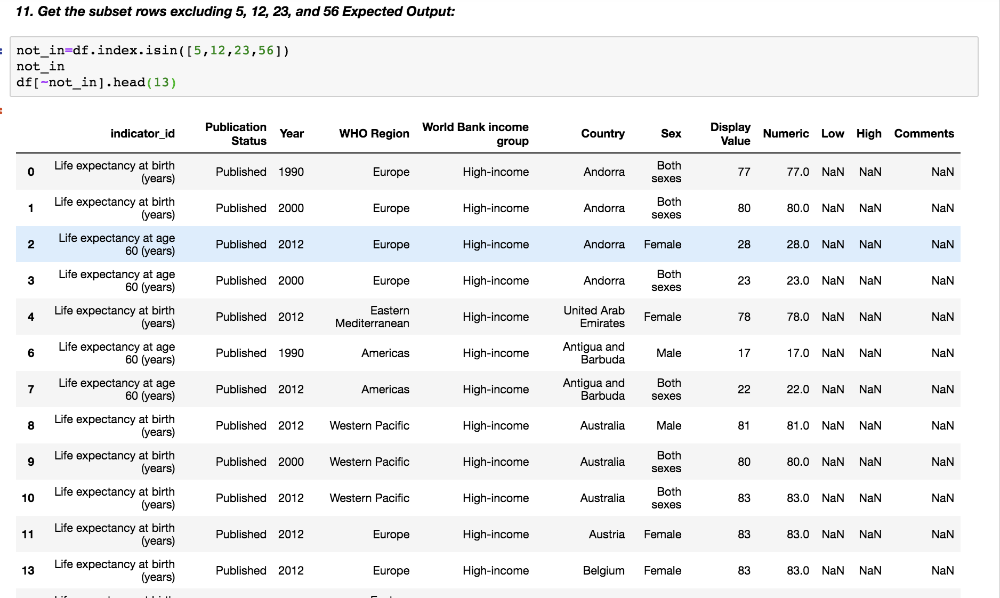 11. Get the subset rows excluding 5, 12, 23, and 56 Expected Output:
not_in=df.index.isin([5,12,23,56])
not_in
df[~not_in].head(13)
indicator_id Publication Status Year WHO Region World Bank income group Country Sex Display Value Numeric Low High Comments
0 Life expectancy at birth (years) Published 1990 Europe High-income Andorra Both sexes 77 77.0 NaN NaN NaN
1 Life expectancy at birth (years) Published 2000 Europe High-income Andorra Both sexes 80 80.0 NaN NaN NaN
2 Life expectancy at age 60 (years) Published 2012 Europe High-income Andorra Female 28 28.0 NaN NaN NaN
3 Life expectancy at age 60 (years) Published 2000 Europe High-income Andorra Both sexes 23 23.0 NaN NaN NaN
4 Life expectancy at birth (years) Published 2012 Eastern Mediterranean High-income United Arab Emirates Female 78 78.0 NaN NaN NaN
6 Life expectancy at age 60 (years) Published 1990 Americas High-income Antigua and Barbuda Male 17 17.0 NaN NaN NaN
7 Life expectancy at age 60 (years) Published 2012 Americas High-income Antigua and Barbuda Both sexes 22 22.0 NaN NaN NaN
8 Life expectancy at birth (years) Published 2012 Western Pacific High-income Australia Male 81 81.0 NaN NaN NaN
9 Life expectancy at birth (years) Published 2000 Western Pacific High-income Australia Both sexes 80 80.0 NaN NaN NaN
10 Life expectancy at birth (years) Published 2012 Western Pacific High-income Australia Both sexes 83 83.0 NaN NaN NaN
11 Life expectancy at birth (years) Published 2012 Europe High-income Austria Female 83 83.0 NaN NaN NaN
13 Life expectancy at birth (years) Published 2012 Europe High-income Belgium Female 83 83.0 NaN NaN NaN